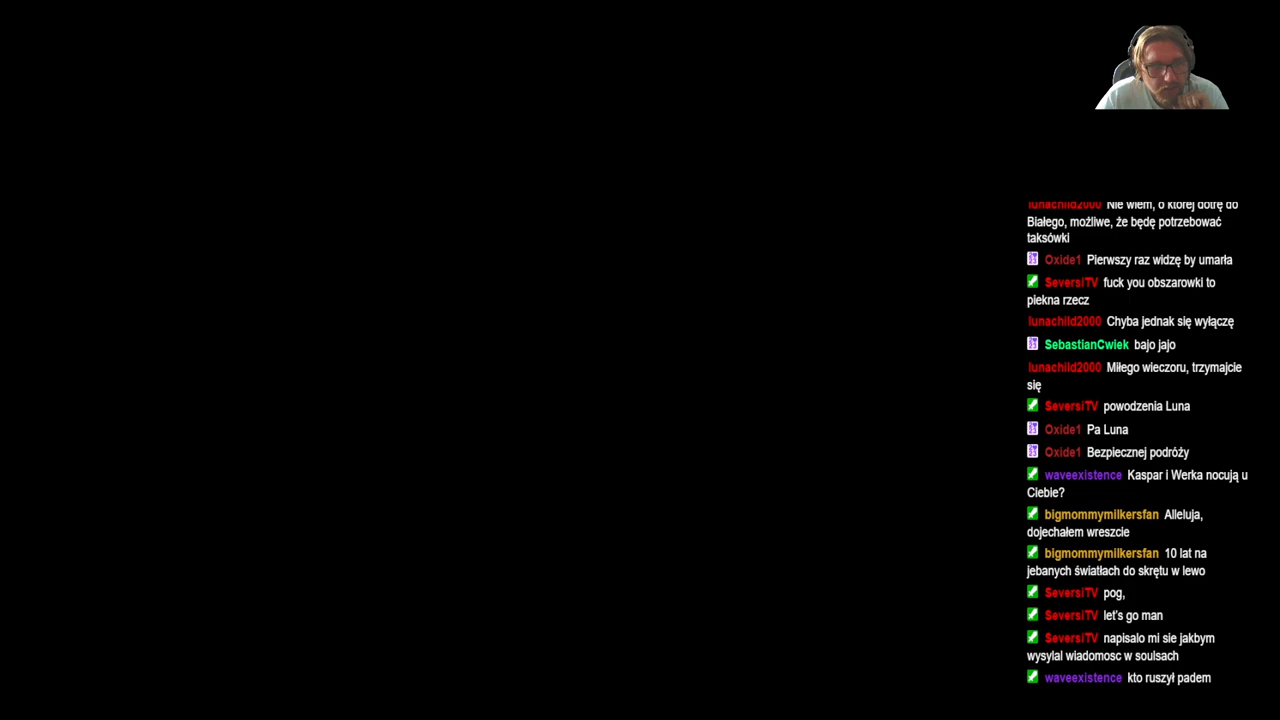 lunachild2000 Nie wiem, o której dotrę do
Białego, możliwe, że będę potrzebować
taksówki
Oxide1 Pierwszy raz widzę by umarła
SeversiTV fuck you obszarowki to
piekna rzecz
lunachild2000 Chyba jednak się wyłączę
SebastianCwiek bajo jajo
lunachild2000 Miłego wieczoru, trzymajcie
się
SeversiTV powodzenia Luna
Oxide1 Pa Luna
Oxide1 Bezpiecznej podróży
waveexistence Kaspar i Werka nocują u
Ciebie?
bigmommymilkersfan Alleluja,
dojechałem wreszcie
bigmommymilkersfan 10 lat na
jebanych światłach do skrętu w lewo
SeversiTV pog,
SeversiTV let's go man
SeversiTV napisalo mi sie jakbym
wysylal wiadomosc w soulsach
waveexistence kto ruszył padem